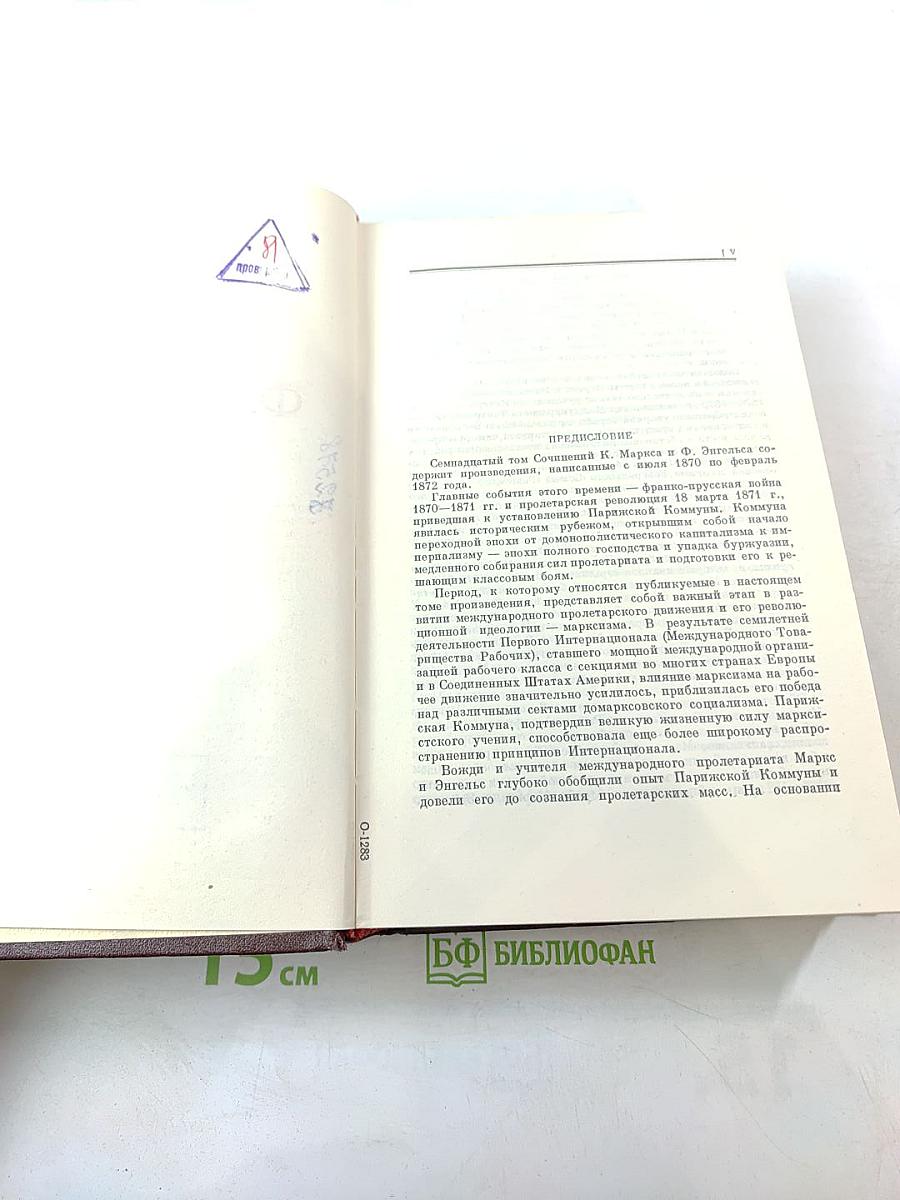 81
ПРЕДИСЛОВИЕ
Семнадцатый том Сочинений К. Маркса и Ф. Энгельса со-
держит произведения, написанные с июля 1870 по февраль
1872 года.
Главные события этого времени — франко-прусская война
1870—1871 гг. и пролетарская революция 18 марта 1871 г.,
приведшая к установлению Парижской Коммуны. Коммуна
явилась историческим рубежом, открывшим собой начало
переходной эпохи от домонополистического капитализма к им-
периализму — эпохи полного господства и упадка буржуазии,
медленного собирания сил пролетариата и подготовки его к ре-
шающим классовым боям.
Период, к которому относятся публикуемые в настоящем
томе произведения, представляет собой важный этап в раз-
витии международного пролетарского движения и его револю-
ционной идеологии — марксизма. В результате семилетней
деятельности Первого Интернационала (Международного Това-
рищества Рабочих), ставшего мощной международной органи-
зацией рабочего класса с секциями во многих странах Европы
и в Соединенных Штатах Америки, влияние марксизма на рабо-
чее движение значительно усилилось, приблизилась его победа
над различными сектами домарксовского социализма. Париж-
ская Коммуна, подтвердив великую жизненную силу маркси-
стского учения, способствовала еще более широкому распро-
странению принципов Интернационала.
Вожди и учителя международного пролетариата Маркс
и Энгельс глубоко обобщили опыт Парижской Коммуны и
довели его до сознания пролетарских масс. На основании
О-1283
15 см
БФ БИБЛИОФАН